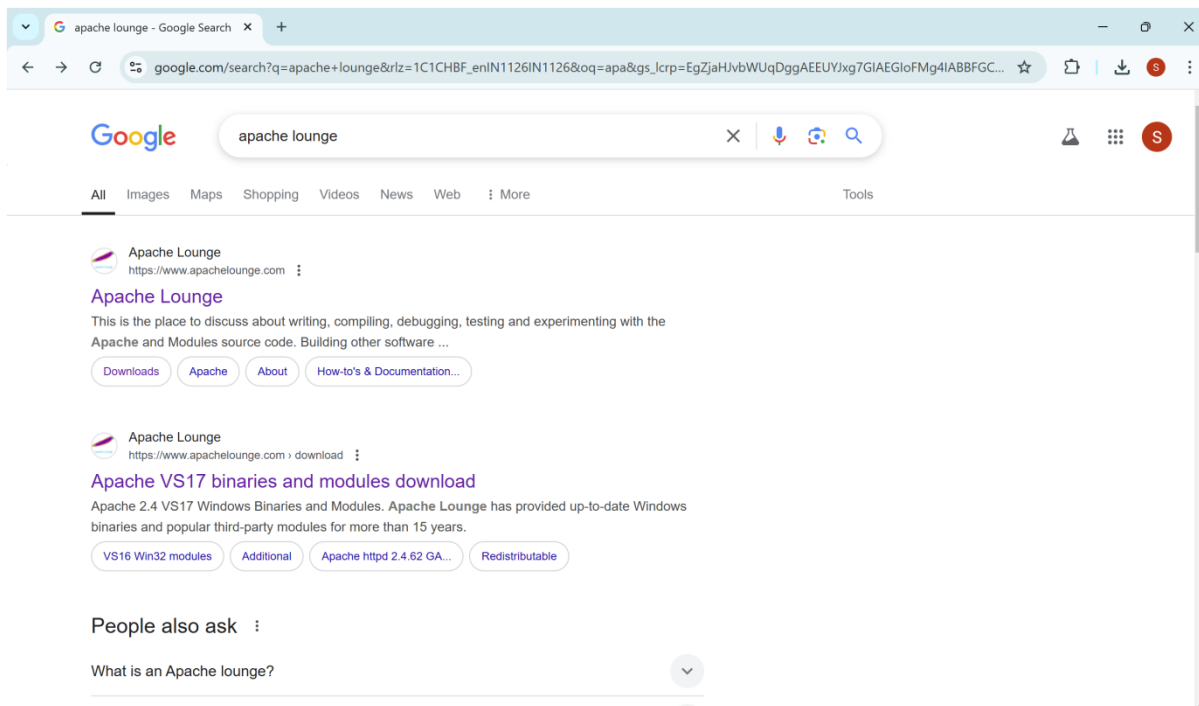 apache lounge - Google Search
google.com/search?q=apache+lounge&rlz=1C1CHBF_enIN1126IN1126&oq=apa&gs_lcrp=EgZjaHJvbWUqDggAEEUYJxg7GIAEGIoFMg4IABBFGC...
S
Google
apache lounge
S
All Images Maps Shopping Videos News Web More Tools
Apache Lounge
https://www.apachelounge.com
Apache Lounge
This is the place to discuss about writing, compiling, debugging, testing and experimenting with the
Apache and Modules source code. Building other software ...
Downloads Apache About How-to's & Documentation...
Apache Lounge
https://www.apachelounge.com › download
Apache VS17 binaries and modules download
Apache 2.4 VS17 Windows Binaries and Modules. Apache Lounge has provided up-to-date Windows
binaries and popular third-party modules for more than 15 years.
VS16 Win32 modules Additional Apache httpd 2.4.62 GA... Redistributable
People also ask
What is an Apache lounge?